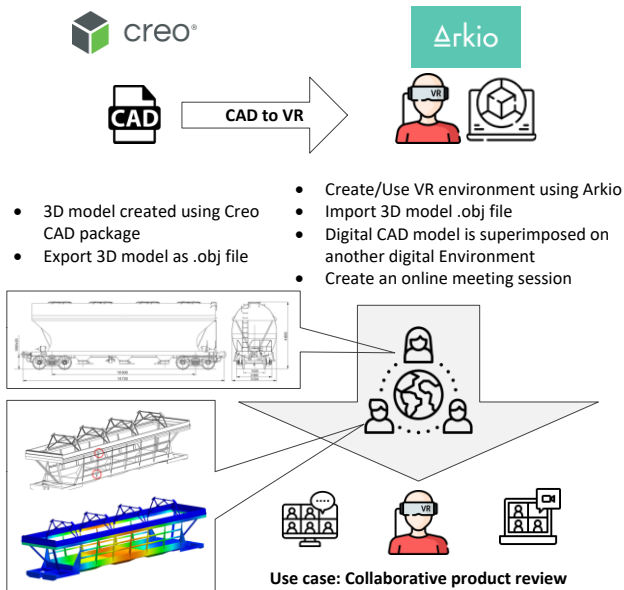 creo®
Arkio
CAD
CAD to VR
VR
• 3D model created using Creo
CAD package
• Export 3D model as .obj file
• Create/Use VR environment using Arkio
• Import 3D model .obj file
• Digital CAD model is superimposed on
another digital Environment
• Create an online meeting session
VR
Use case: Collaborative product review